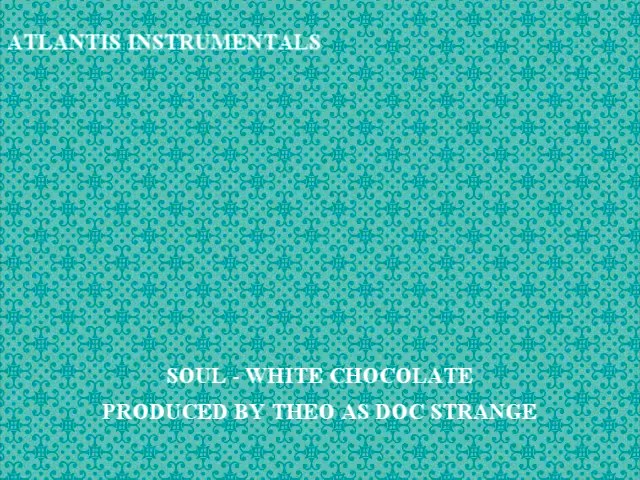 ATLANTIS INSTRUMENTALS
SOUL - WHITE CHOCOLATE
PRODUCED BY THEO AS DOC STRANGE